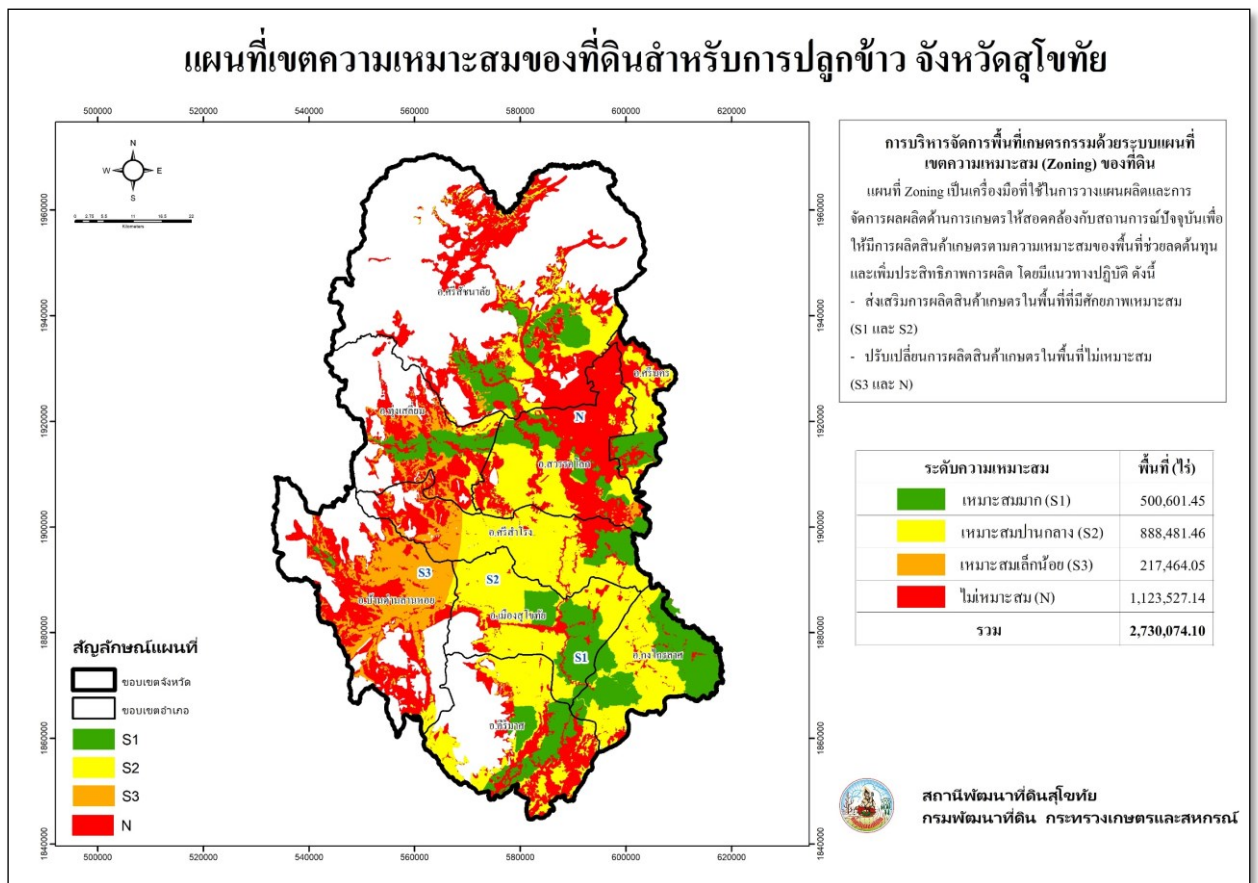 แผนที่เขตความเหมาะสมของที่ดินสำหรับการปลูกข้าว จังหวัดสุโขทัย
500000 520000 540000 560000 580000 600000 620000
N
W E
S
0 2.75 5.5 11 16.5 22
Kilometers
1960000
1940000
1920000
1900000
1880000
1860000
1840000
อ.ศรีสัชนาลัย
อ.ศรีนคร
อ.ทุ่งเสลี่ยม
N
อ.สวรรคโลก
อ.ศรีสำโรง
S3
S2
อ.บ้านด่านลานหอย
อ.เมืองสุโขทัย
S1
อ.กงไกรลาศ
อ.คีรีมาศ
1960000
1940000
1920000
1900000
1880000
1860000
1840000
500000 520000 540000 560000 580000 600000 620000
สัญลักษณ์แผนที่
ขอบเขตจังหวัด
ขอบเขตอำเภอ
S1
S2
S3
N
การบริหารจัดการพื้นที่เกษตรกรรมด้วยระบบแผนที่
เขตความเหมาะสม (Zoning) ของที่ดิน
แผนที่ Zoning เป็นเครื่องมือที่ใช้ในการวางแผนผลิตและการ
จัดการผลผลิตด้านการเกษตรให้สอดคล้องกับสถานการณ์ปัจจุบันเพื่อ
ให้มีการผลิตสินค้าเกษตรตามความเหมาะสมของพื้นที่ช่วยลดต้นทุน
และเพิ่มประสิทธิภาพการผลิต โดยมีแนวทางปฏิบัติ ดังนี้
- ส่งเสริมการผลิตสินค้าเกษตรในพื้นที่ที่มีศักยภาพเหมาะสม
(S1 และ S2)
- ปรับเปลี่ยนการผลิตสินค้าเกษตรในพื้นที่ไม่เหมาะสม
(S3 และ N)
ระดับความเหมาะสม พื้นที่ (ไร่)
เหมาะสมมาก (S1) 500,601.45
เหมาะสมปานกลาง (S2) 888,481.46
เหมาะสมเล็กน้อย (S3) 217,464.05
ไม่เหมาะสม (N) 1,123,527.14
รวม 2,730,074.10
สถานีพัฒนาที่ดินสุโขทัย
กรมพัฒนาที่ดิน กระทรวงเกษตรและสหกรณ์